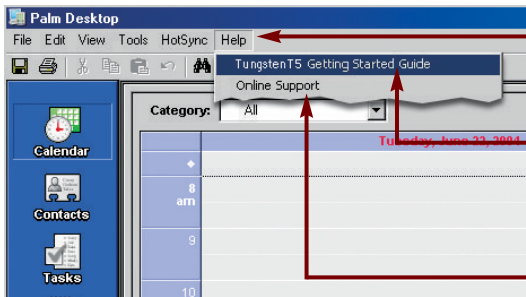 Palm Desktop
File Edit View Tools HotSync Help
TungstenT5 Getting Started Guide
Online Support
Category: All
Calendar
Tuesday, June 22, 2004
8
am
Contacts
9
Tasks
10